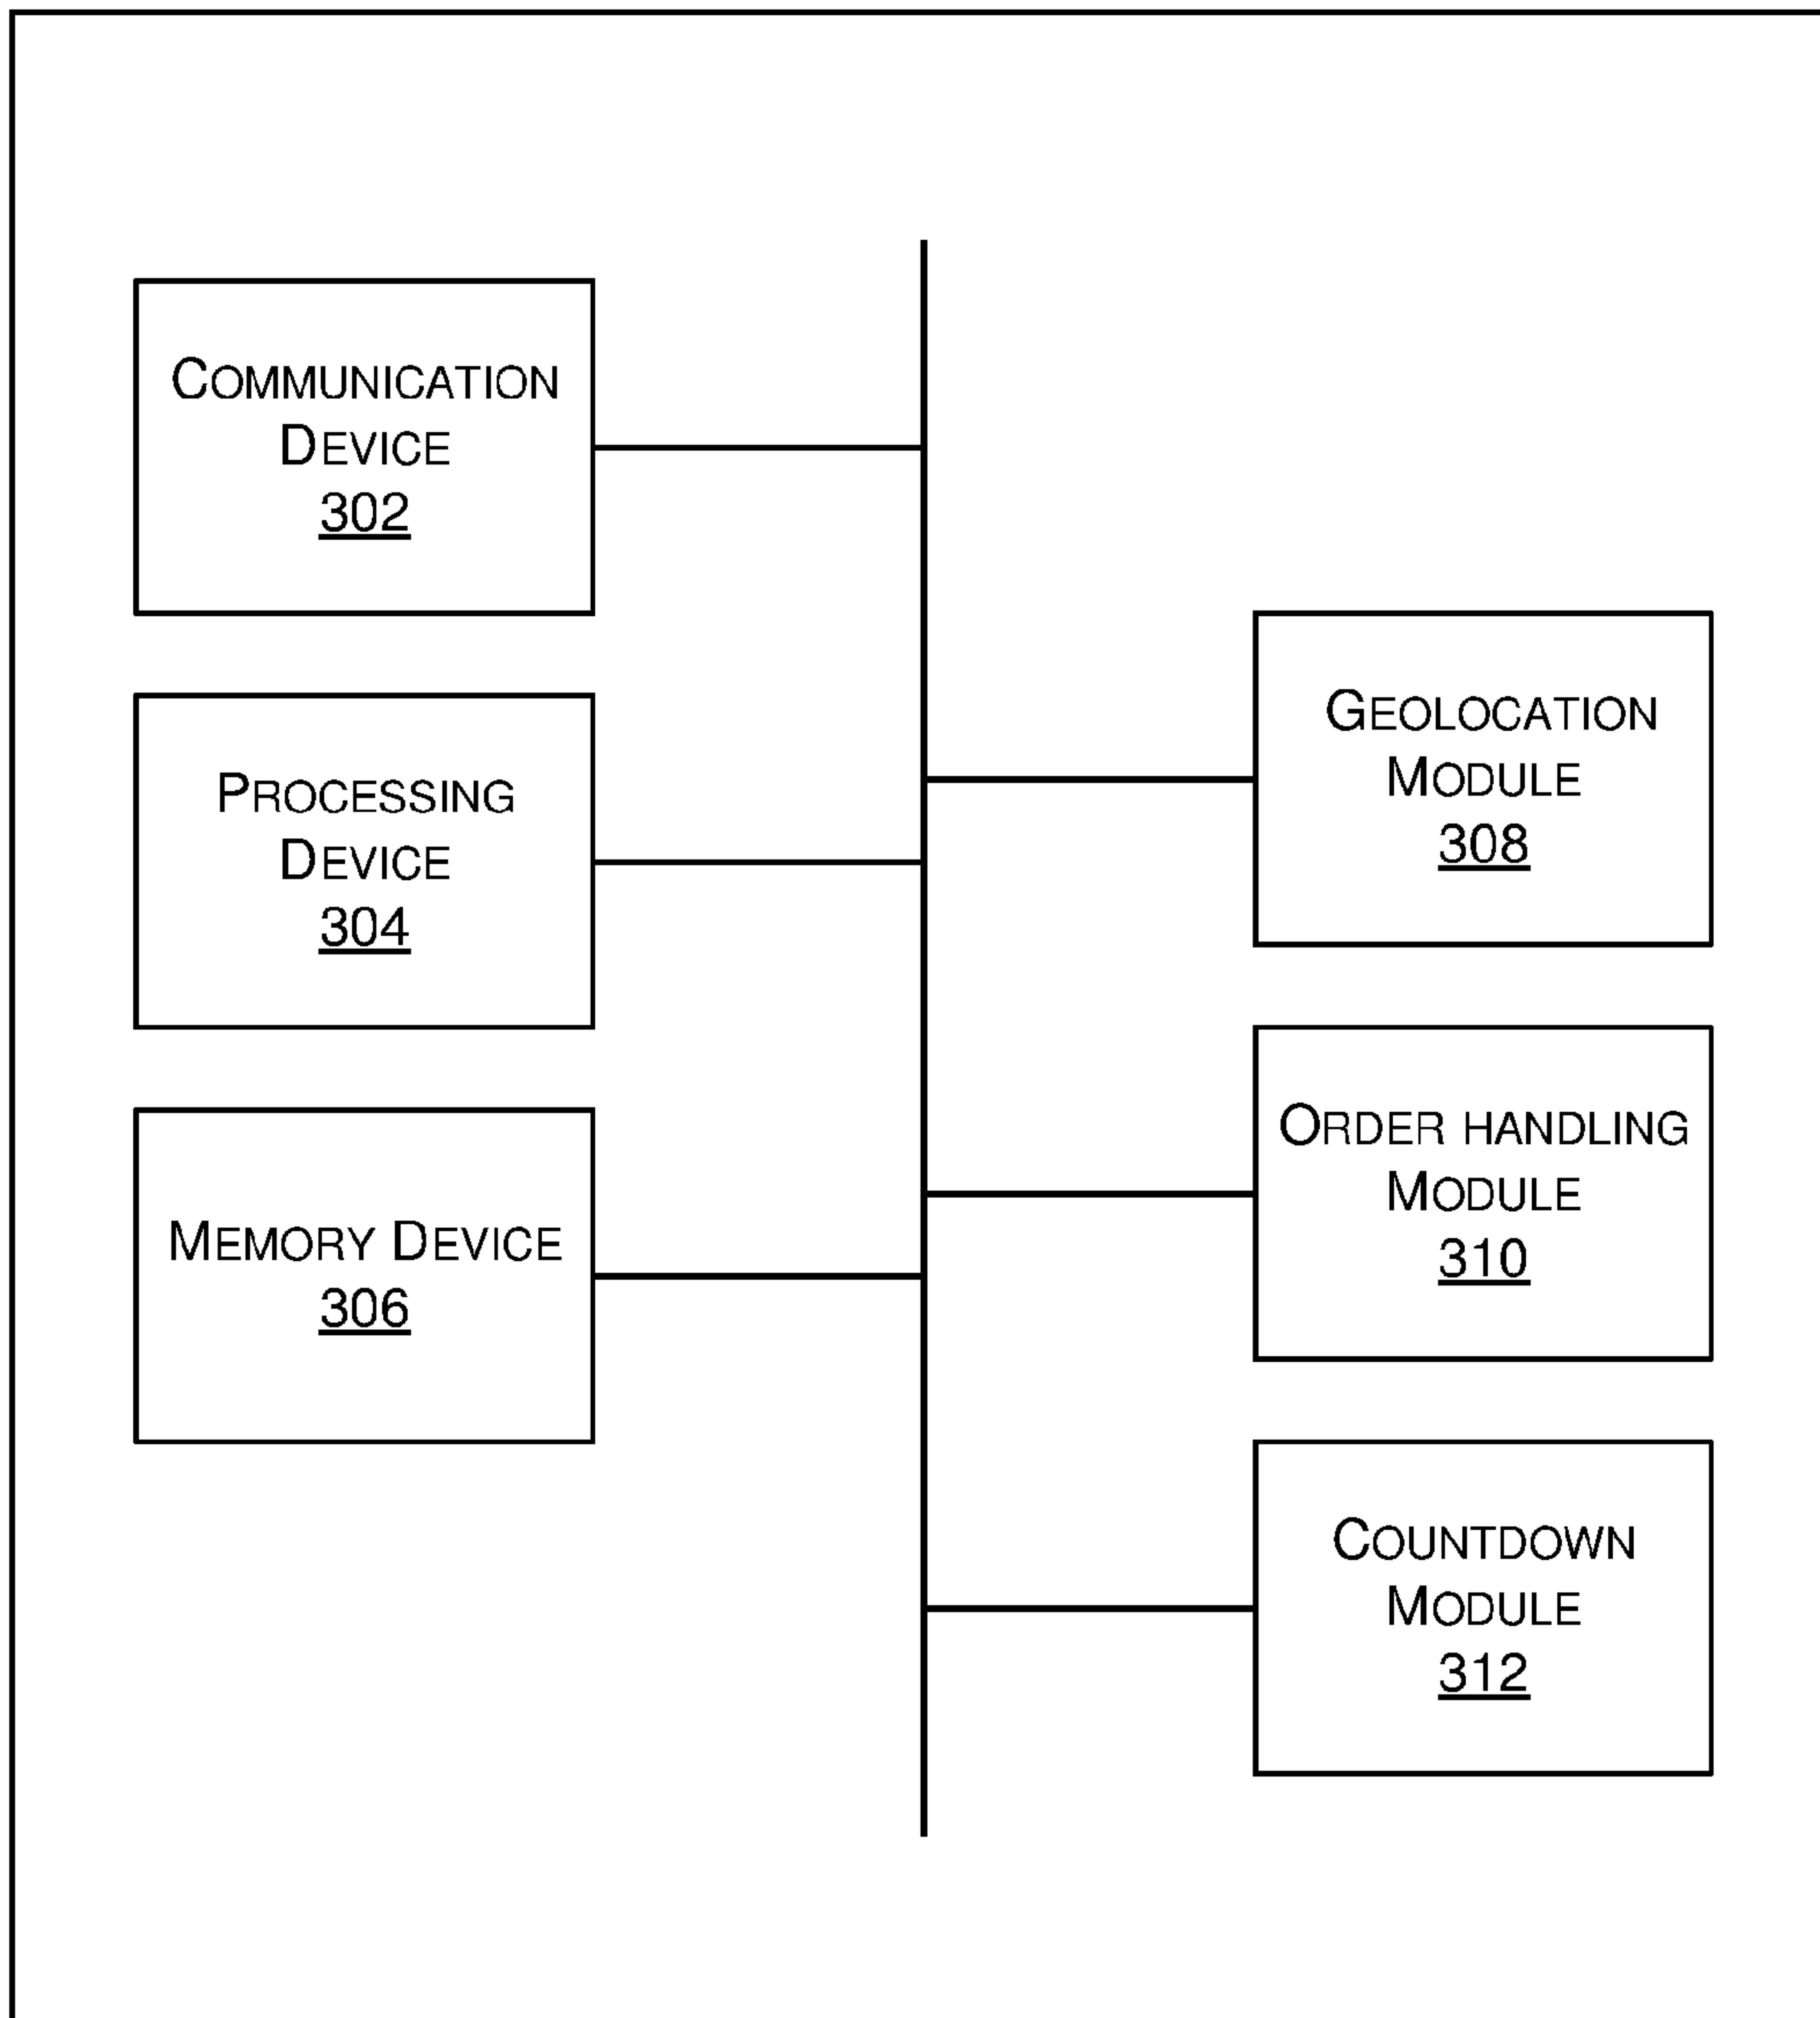 COMMUNICATION
DEVICE
302
PROCESSING
DEVICE
304
MEMORY DEVICE
306
GEOLOCATION
MODULE
308
ORDER HANDLING
MODULE
310
COUNTDOWN
MODULE
312